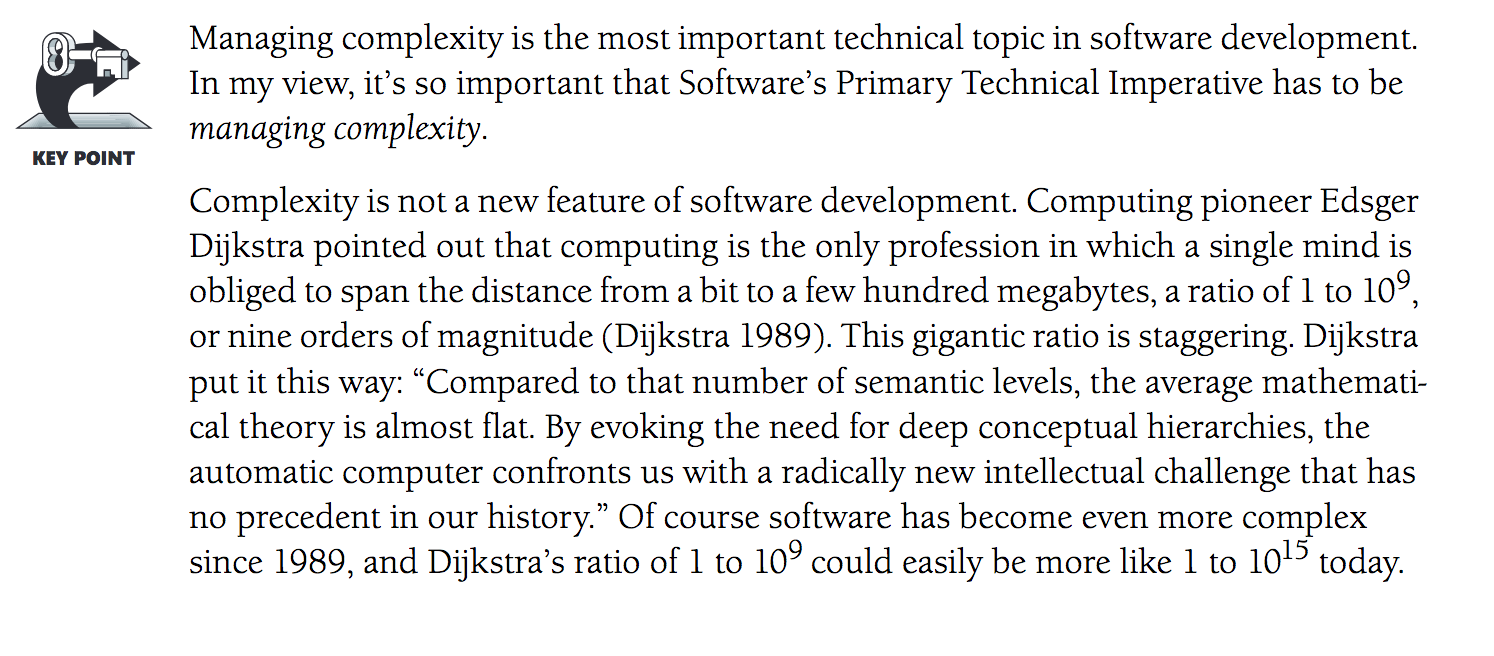 Managing complexity is the most important technical topic in software development.
In my view, it’s so important that Software’s Primary Technical Imperative has to be
managing complexity.
KEY POINT
Complexity is not a new feature of software development. Computing pioneer Edsger
Dijkstra pointed out that computing is the only profession in which a single mind is
obliged to span the distance from a bit to a few hundred megabytes, a ratio of 1 to 10⁹,
or nine orders of magnitude (Dijkstra 1989). This gigantic ratio is staggering. Dijkstra
put it this way: “Compared to that number of semantic levels, the average mathemati-
cal theory is almost flat. By evoking the need for deep conceptual hierarchies, the
automatic computer confronts us with a radically new intellectual challenge that has
no precedent in our history.” Of course software has become even more complex
since 1989, and Dijkstra’s ratio of 1 to 10⁹ could easily be more like 1 to 10¹⁵ today.